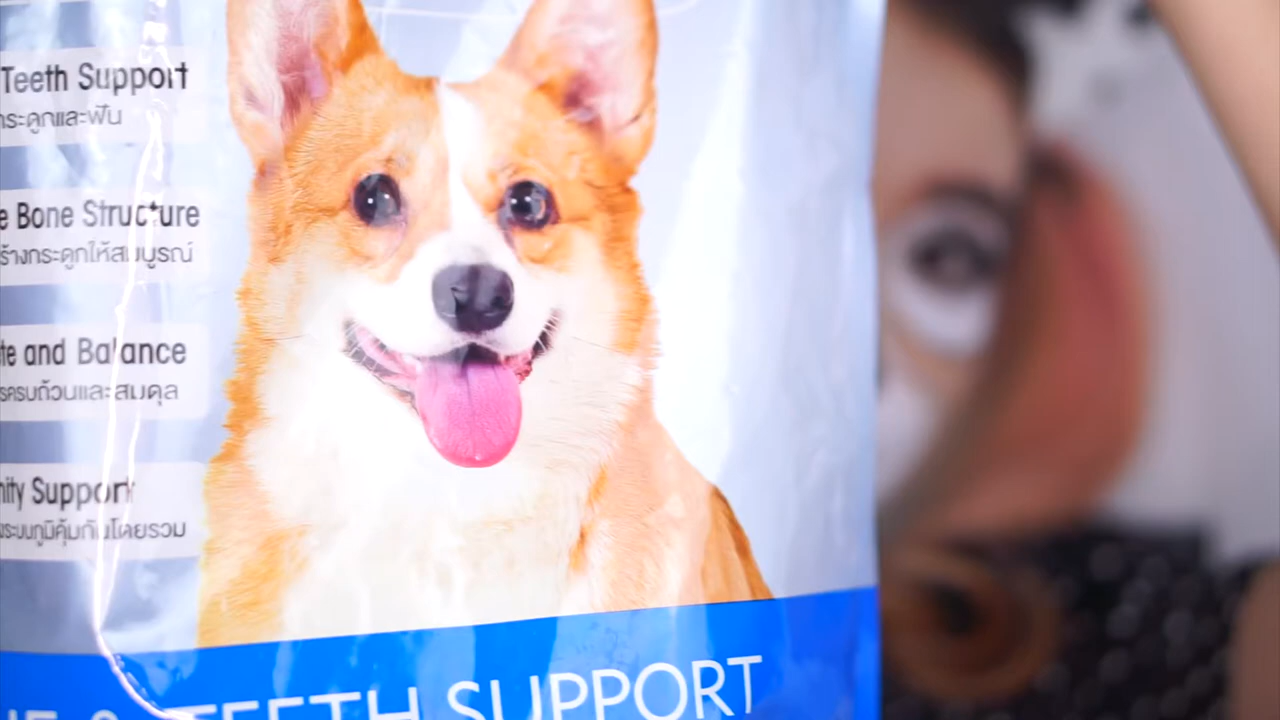 Teeth Support
กระดูกและฟัน
Bone Structure
ร้างกระดูกให้สมบูรณ์
and Balance
รครบถ้วนและสมดุล
Support
ระบบภูมิคุ้มกันโดยรวม
& TEETH SUPPORT